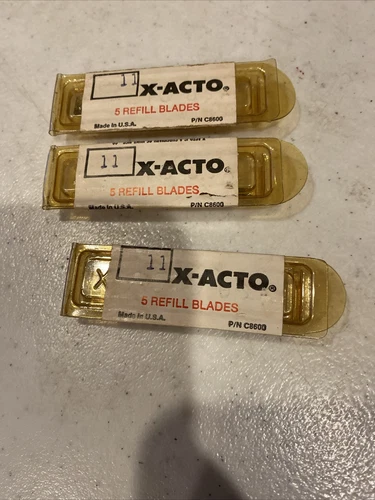 11 X-ACTO®
5 REFILL BLADES
Made in U.S.A. P/N C8600
11 X-ACTO®
5 REFILL BLADES
Made in U.S.A. P/N C8600
X 11 X-ACTO®
5 REFILL BLADES
Made in U.S.A. P/N C8600